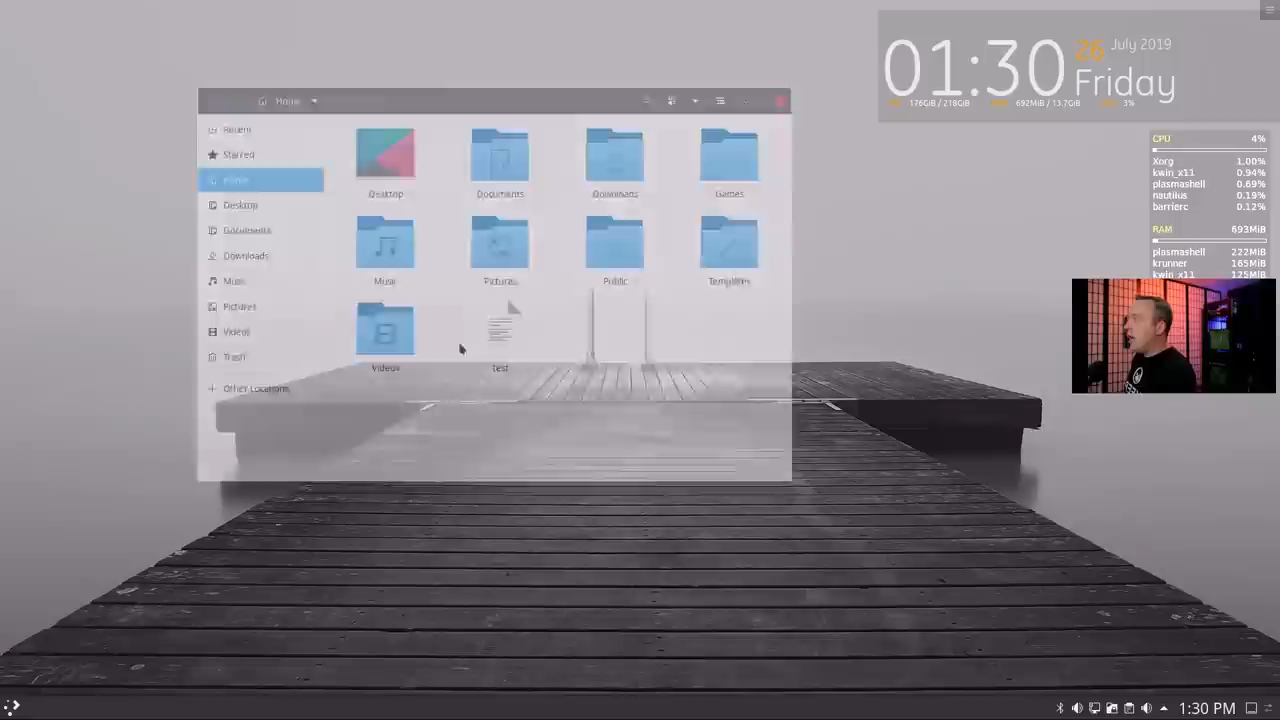 01:30
26
July 2019
Friday
176GiB / 218GiB
692MiB / 13.7GiB
3%
Home
Recent
Starred
Home
Desktop
Documents
Downloads
Music
Pictures
Videos
Trash
Other Locations
Desktop
Documents
Downloads
Games
Music
Pictures
Public
Templates
Videos
test
CPU 4%
Xorg 1.00%
kwin_x11 0.94%
plasmashell 0.69%
nautilus 0.19%
barrierc 0.12%
RAM 693MiB
plasmashell 222MiB
krunner 165MiB
kwin_x11 125MiB
1:30 PM